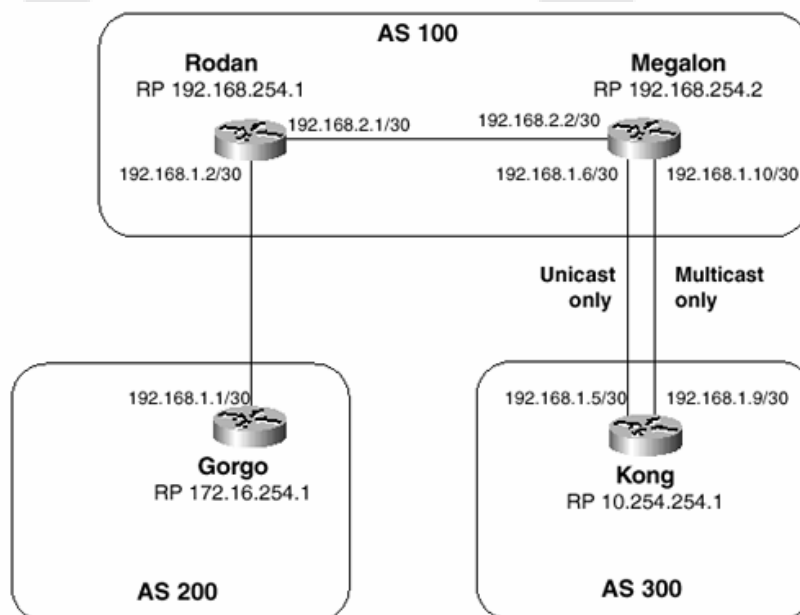 AS 100
Rodan
RP 192.168.254.1
Megalon
RP 192.168.254.2
192.168.2.1/30
192.168.2.2/30
192.168.1.2/30
192.168.1.6/30
192.168.1.10/30
Unicast
only
Multicast
only
192.168.1.1/30
Gorgo
RP 172.16.254.1
AS 200
192.168.1.5/30
192.168.1.9/30
Kong
RP 10.254.254.1
AS 300